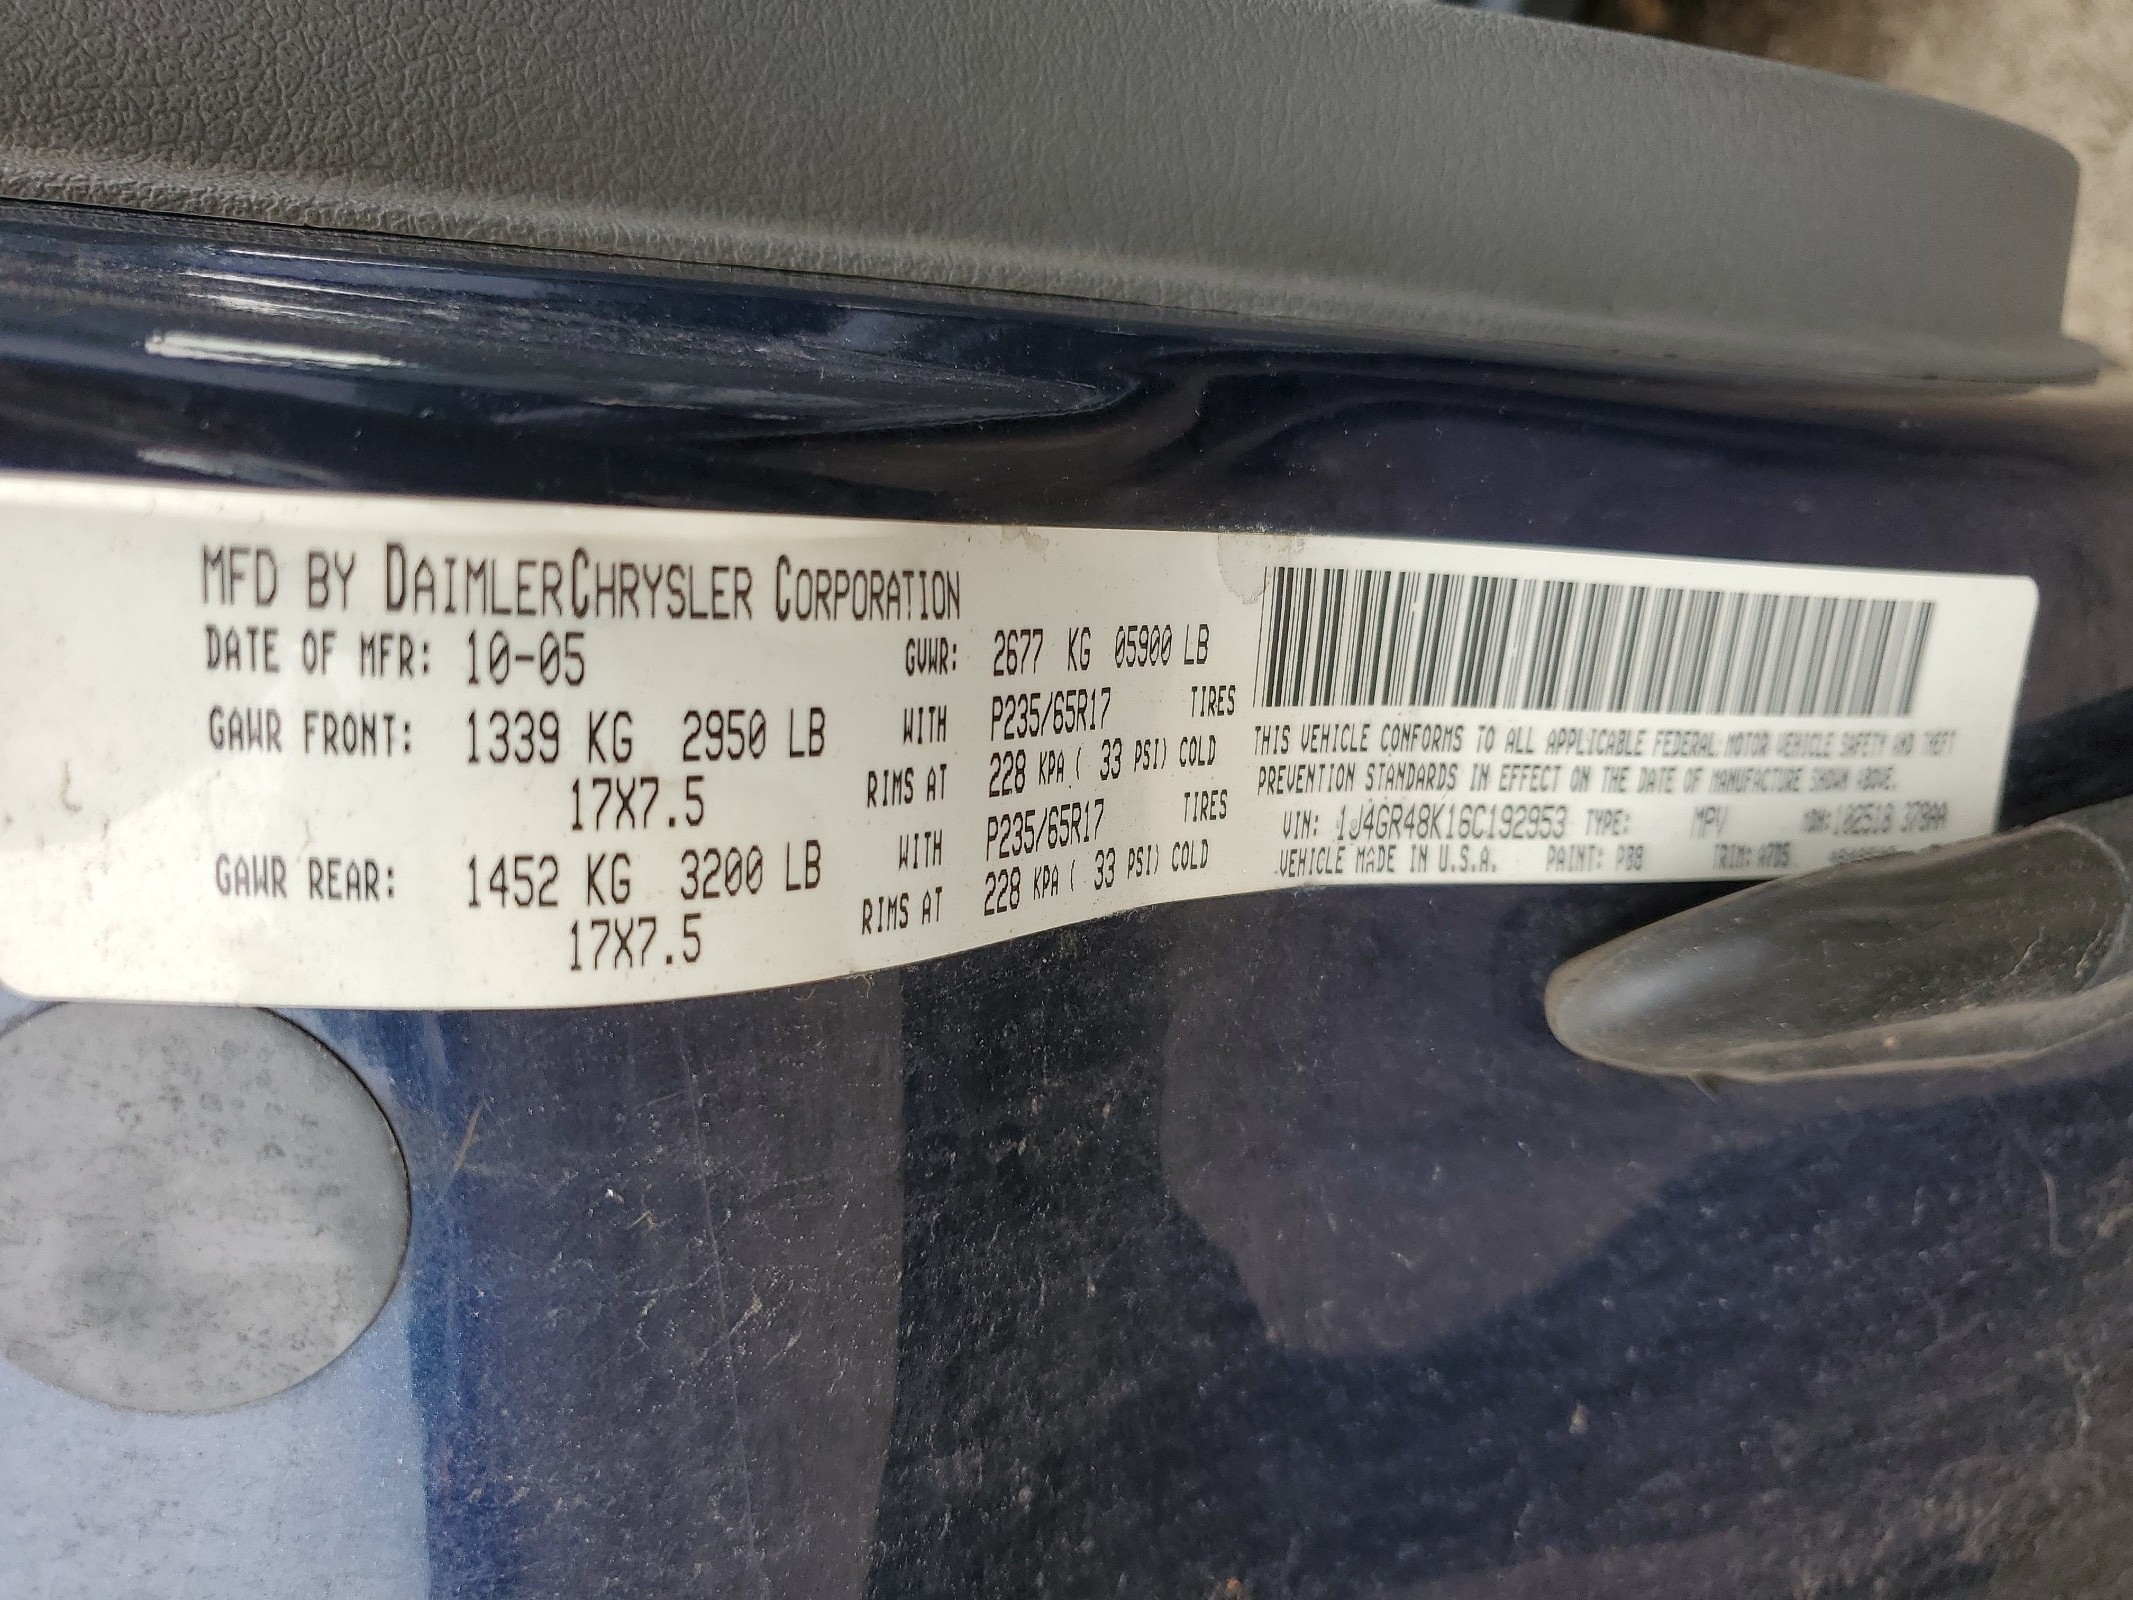 MFD BY DAIMLERCHRYSLER CORPORATION
DATE OF MFR: 10-05 GVWR: 2677 KG 05900 LB
GAWR FRONT: 1339 KG 2950 LB WITH P235/65R17 TIRES
17X7.5 RIMS AT 228 KPA ( 33 PSI) COLD
GAWR REAR: 1452 KG 3200 LB WITH P235/65R17 TIRES
17X7.5 RIMS AT 228 KPA ( 33 PSI) COLD
THIS VEHICLE CONFORMS TO ALL APPLICABLE FEDERAL MOTOR VEHICLE SAFETY AND THEFT
PREVENTION STANDARDS IN EFFECT ON THE DATE OF MANUFACTURE SHOWN ABOVE.
VIN: 1J4GR48K16C192953 TYPE: MPV MDH:102518
VEHICLE MADE IN U.S.A. PAINT: TRIM: